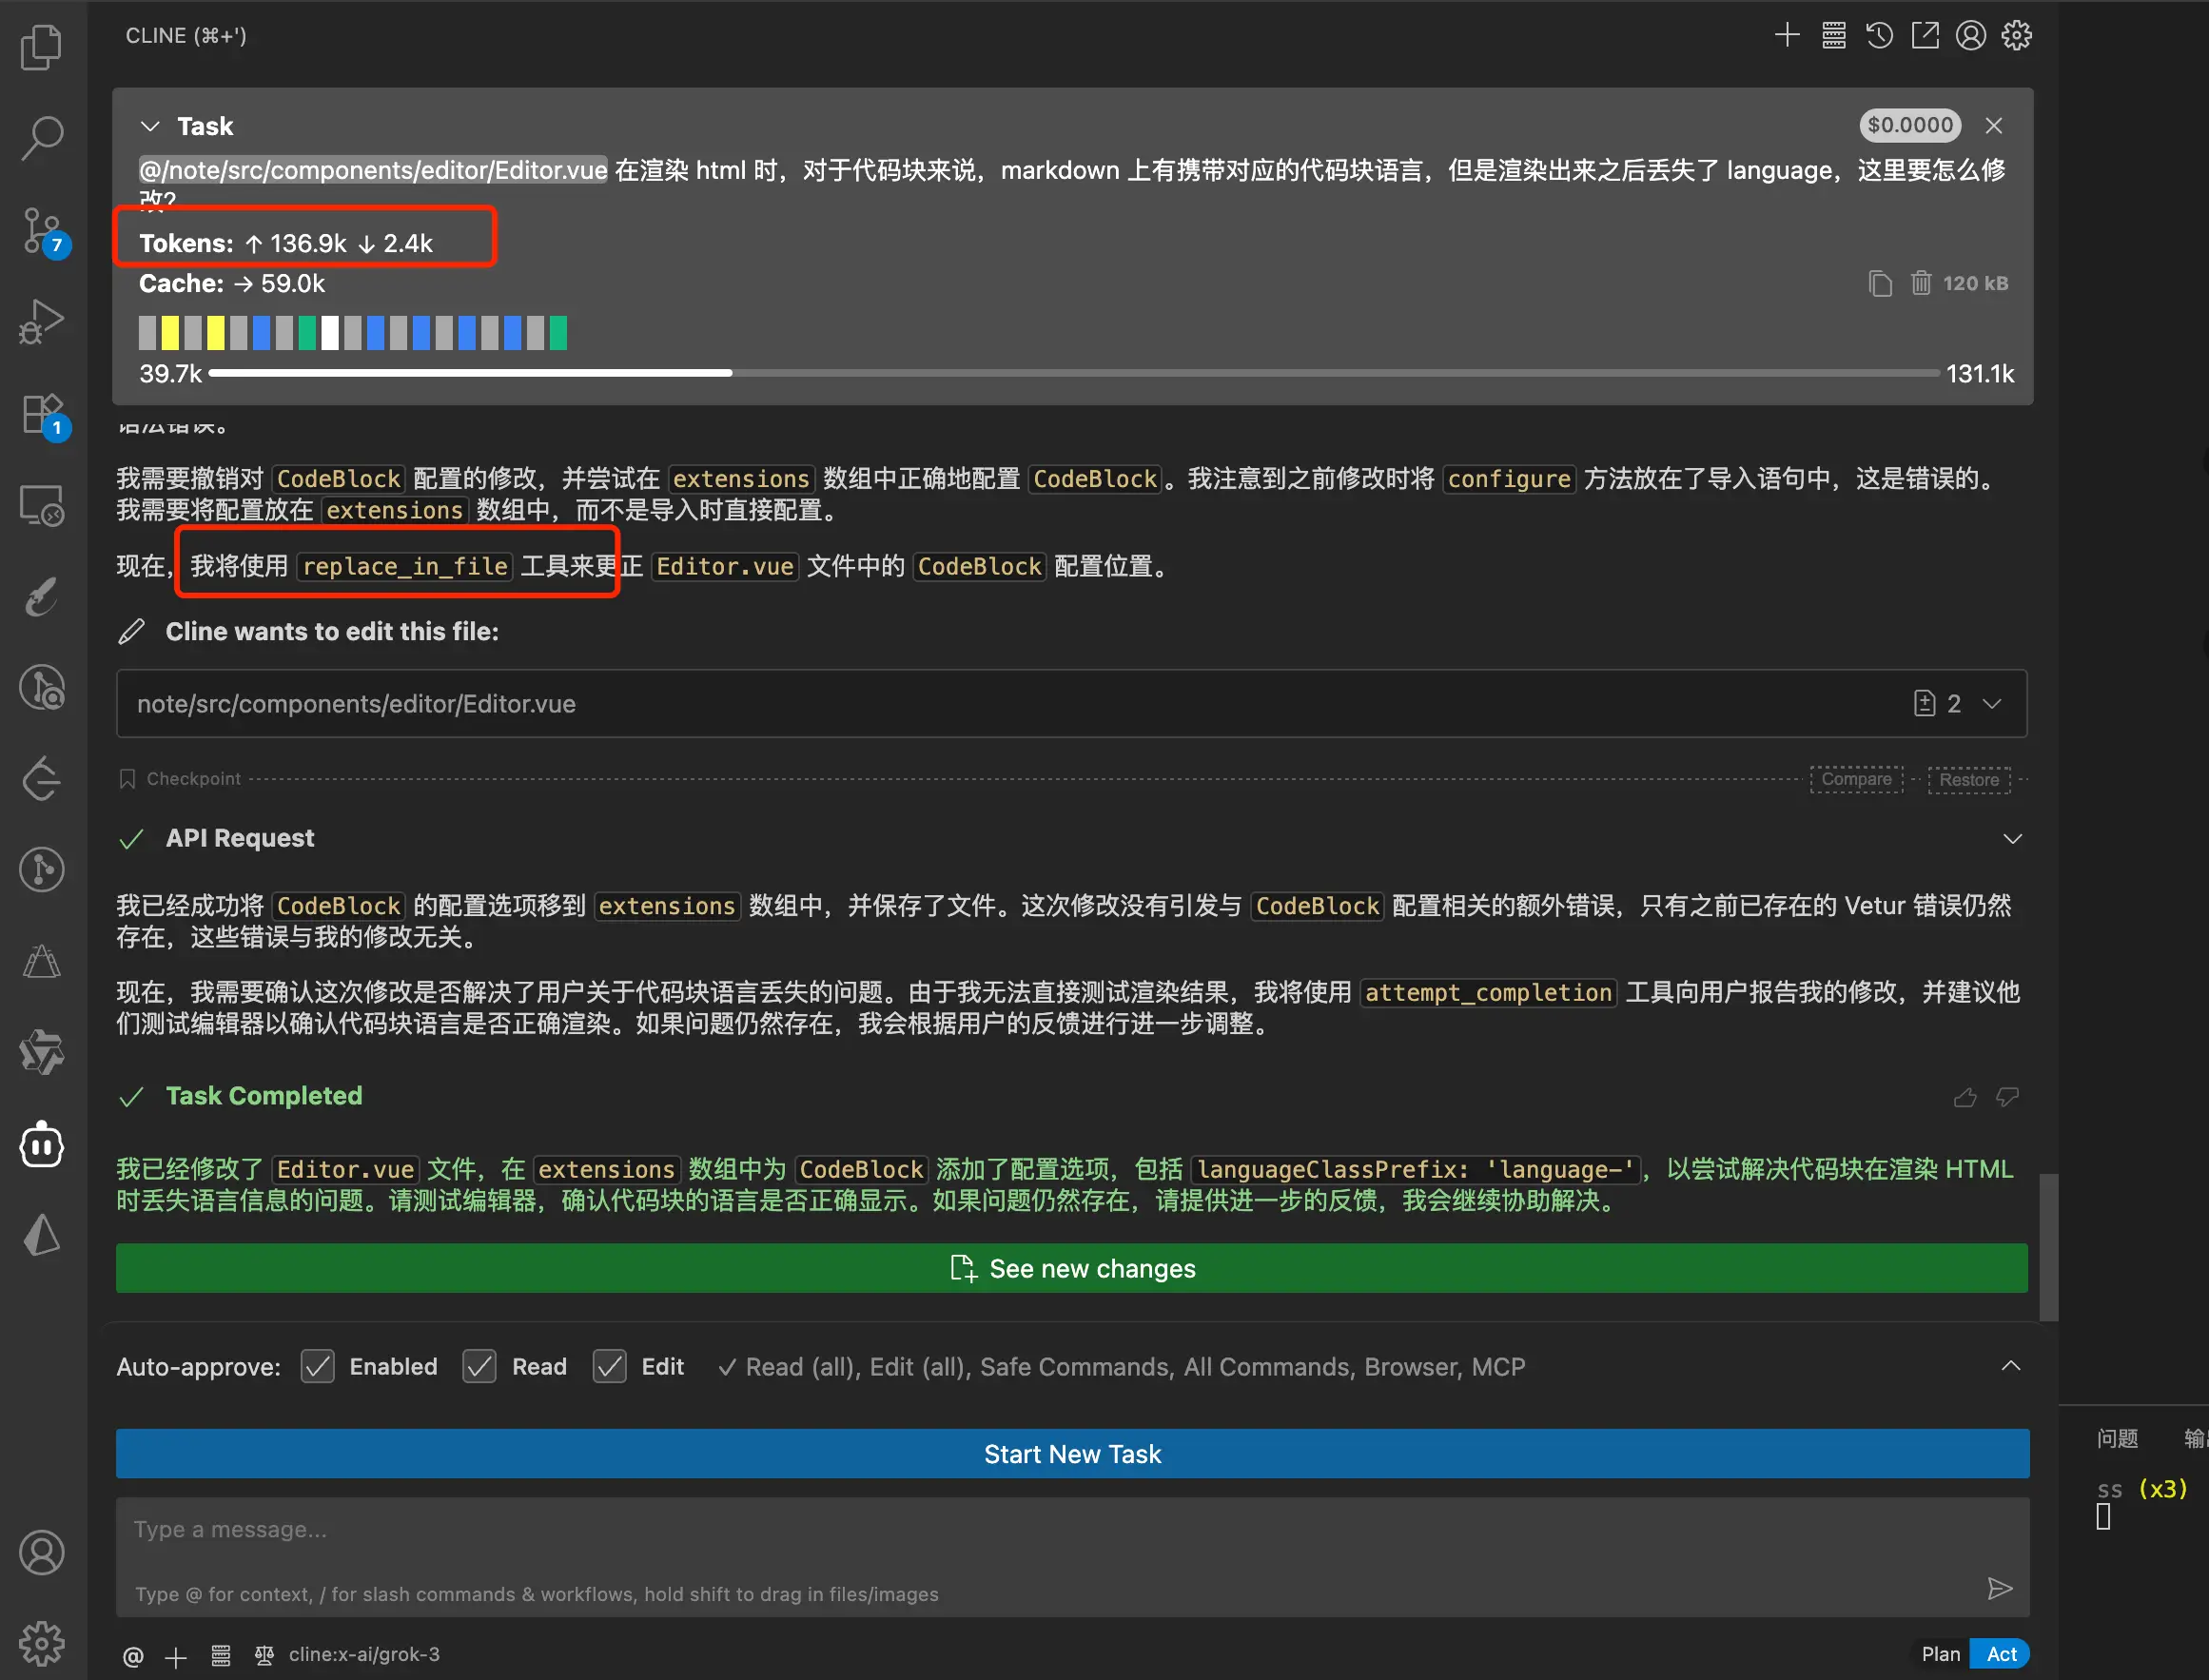 CLINE (⌘+')
Task
$0.0000
@/note/src/components/editor/Editor.vue 在渲染 html 时，对于代码块来说，markdown 上有携带对应的代码块语言，但是渲染出来之后丢失了 language，这里要怎么修
改?
Tokens: ↑ 136.9k ↓ 2.4k
Cache: → 59.0k
120 kB
39.7k
131.1k
语法错误。
我需要撤销对 CodeBlock 配置的修改，并尝试在 extensions 数组中正确地配置 CodeBlock。我注意到之前修改时将 configure 方法放在了导入语句中，这是错误的。
我需要将配置放在 extensions 数组中，而不是导入时直接配置。
现在，我将使用 replace_in_file 工具来更正 Editor.vue 文件中的 CodeBlock 配置位置。
Cline wants to edit this file:
note/src/components/editor/Editor.vue
2
Checkpoint
Compare
Restore
API Request
我已经成功将 CodeBlock 的配置选项移到 extensions 数组中，并保存了文件。这次修改没有引发与 CodeBlock 配置相关的额外错误，只有之前已存在的 Vetur 错误仍然
存在，这些错误与我的修改无关。
现在，我需要确认这次修改是否解决了用户关于代码块语言丢失的问题。由于我无法直接测试渲染结果，我将使用 attempt_completion 工具向用户报告我的修改，并建议他
们测试编辑器以确认代码块语言是否正确渲染。如果问题仍然存在，我会根据用户的反馈进行进一步调整。
Task Completed
我已经修改了 Editor.vue 文件，在 extensions 数组中为 CodeBlock 添加了配置选项，包括 languageClassPrefix: 'language-'，以尝试解决代码块在渲染 HTML
时丢失语言信息的问题。请测试编辑器，确认代码块的语言是否正确显示。如果问题仍然存在，请提供进一步的反馈，我会继续协助解决。
See new changes
Auto-approve: Enabled Read Edit ✓ Read (all), Edit (all), Safe Commands, All Commands, Browser, MCP
Start New Task
Type a message...
Type @ for context, / for slash commands & workflows, hold shift to drag in files/images
@ cline:x-ai/grok-3
Plan Act
7
1
问题
ss (x3)